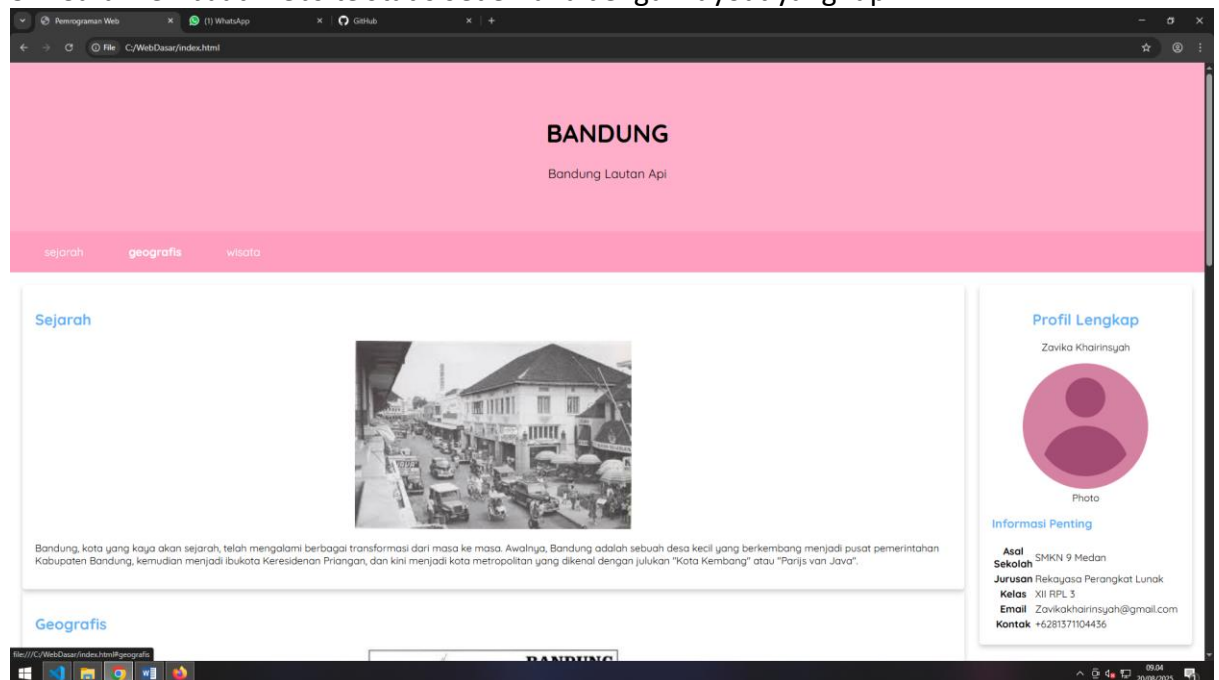 Pemrograman Web
(1) WhatsApp
GitHub
File C:/WebDasar/index.html
BANDUNG
Bandung Lautan Api
sejarah geografis wisata
Sejarah
Bandung, kota yang kaya akan sejarah, telah mengalami berbagai transformasi dari masa ke masa. Awalnya, Bandung adalah sebuah desa kecil yang berkembang menjadi pusat pemerintahan
Kabupaten Bandung, kemudian menjadi ibukota Keresidenan Priangan, dan kini menjadi kota metropolitan yang dikenal dengan julukan "Kota Kembang" atau "Parijs van Java".
Geografis
BANDUNG
Profil Lengkap
Zavika Khairinsyah
Photo
Informasi Penting
Asal
Sekolah SMKN 9 Medan
Jurusan Rekayasa Perangkat Lunak
Kelas XII RPL 3
Email Zavikakhairinsyah@gmail.com
Kontak +6281371104436
file:///C:/WebDasar/index.html#geografis
09.04
20/08/2025